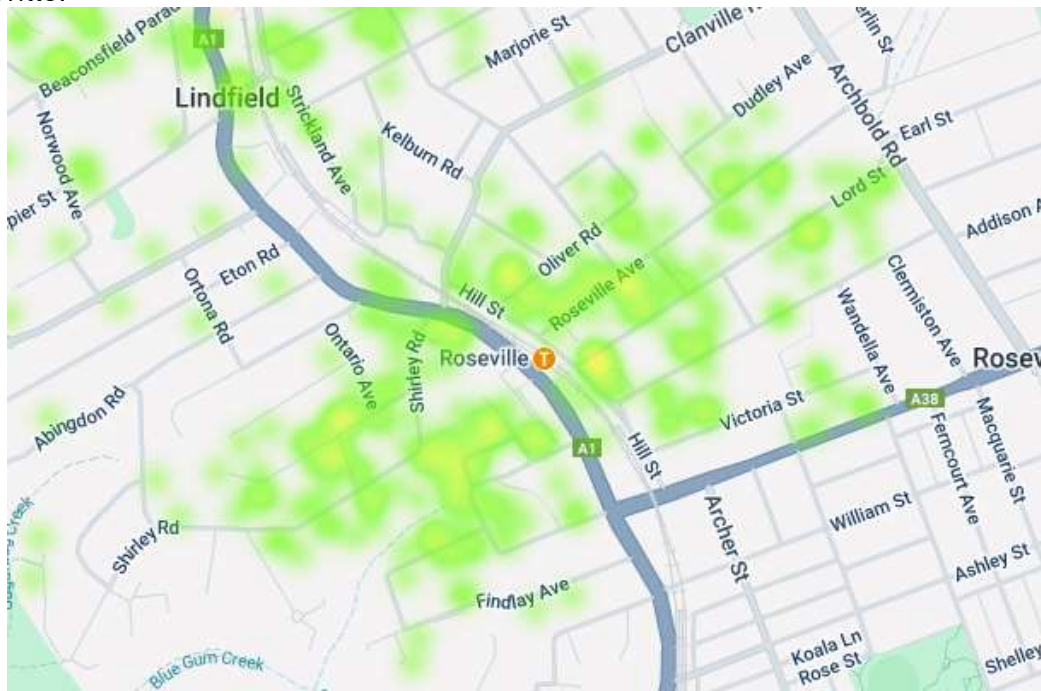 Beaconsfield Parad
A1
Marjorie St
Clanville
Dudley Ave
Archbold Rd
Earl St
Lindfield
Strickland Ave
Kelburn Rd
Norwood Ave
Lord St
Addison A
pier St
Eton Rd
Oliver Rd
Roseville Ave
Clermiston Ave
Ortona Rd
Hill St
Wandella Ave
Ontario Ave
Shirley Rd
Roseville
T
Rosev
A38
Abingdon Rd
Victoria St
Macquarie St
Ferncourt Ave
A1
Hill St
William St
Archer St
Shirley Rd
Ashley St
Findlay Ave
Koala Ln
Rose St
Shelley
Blue Gum Creek